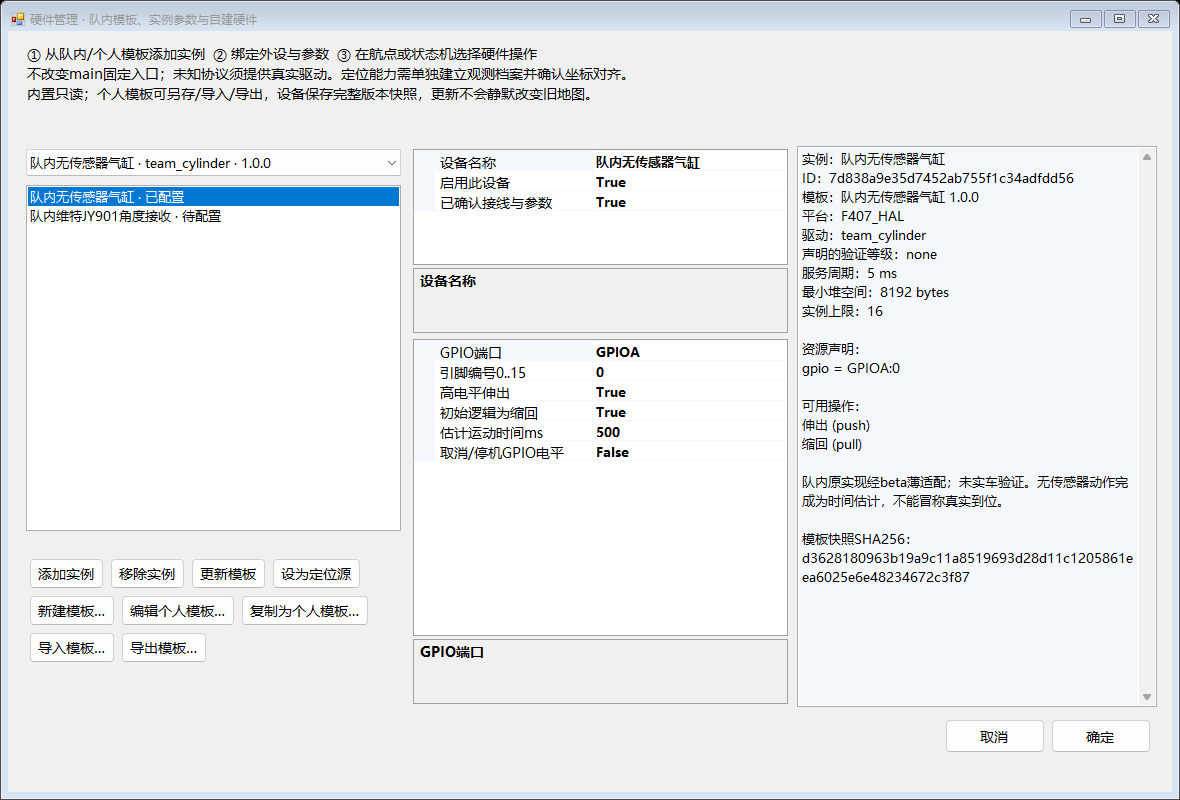 硬件管理 · 队内模板、实例参数与自建硬件
① 从队内/个人模板添加实例 ② 绑定外设与参数 ③ 在航点或状态机选择硬件操作
不改变main固定入口；未知协议须提供真实驱动。定位能力需单独建立观测档案并确认坐标对齐。
内置只读；个人模板可另存/导入/导出，设备保存完整版本快照，更新不会静默改变旧地图。
队内无传感器气缸 · team_cylinder · 1.0.0
队内无传感器气缸 · 已配置
队内维特JY901角度接收 · 待配置
添加实例 移除实例 更新模板 设为定位源
新建模板... 编辑个人模板... 复制为个人模板...
导入模板... 导出模板...
设备名称 队内无传感器气缸
启用此设备 True
已确认接线与参数 True
设备名称
GPIO端口 GPIOA
引脚编号0..15 0
高电平伸出 True
初始逻辑为缩回 True
估计运动时间ms 500
取消/停机GPIO电平 False
GPIO端口
实例：队内无传感器气缸
ID：7d838a9e35d7452ab755f1c34adfdd56
模板：队内无传感器气缸 1.0.0
平台：F407_HAL
驱动：team_cylinder
声明的验证等级：none
服务周期：5 ms
最小堆空间：8192 bytes
实例上限：16
资源声明：
gpio = GPIOA:0
可用操作：
伸出 (push)
缩回 (pull)
队内原实现经beta薄适配；未实车验证。无传感器动作完
成为时间估计，不能冒称真实到位。
模板快照SHA256：
d3628180963b19a9c11a8519693d28d11c1205861e
ea6025e6e48234672c3f87
取消 确定